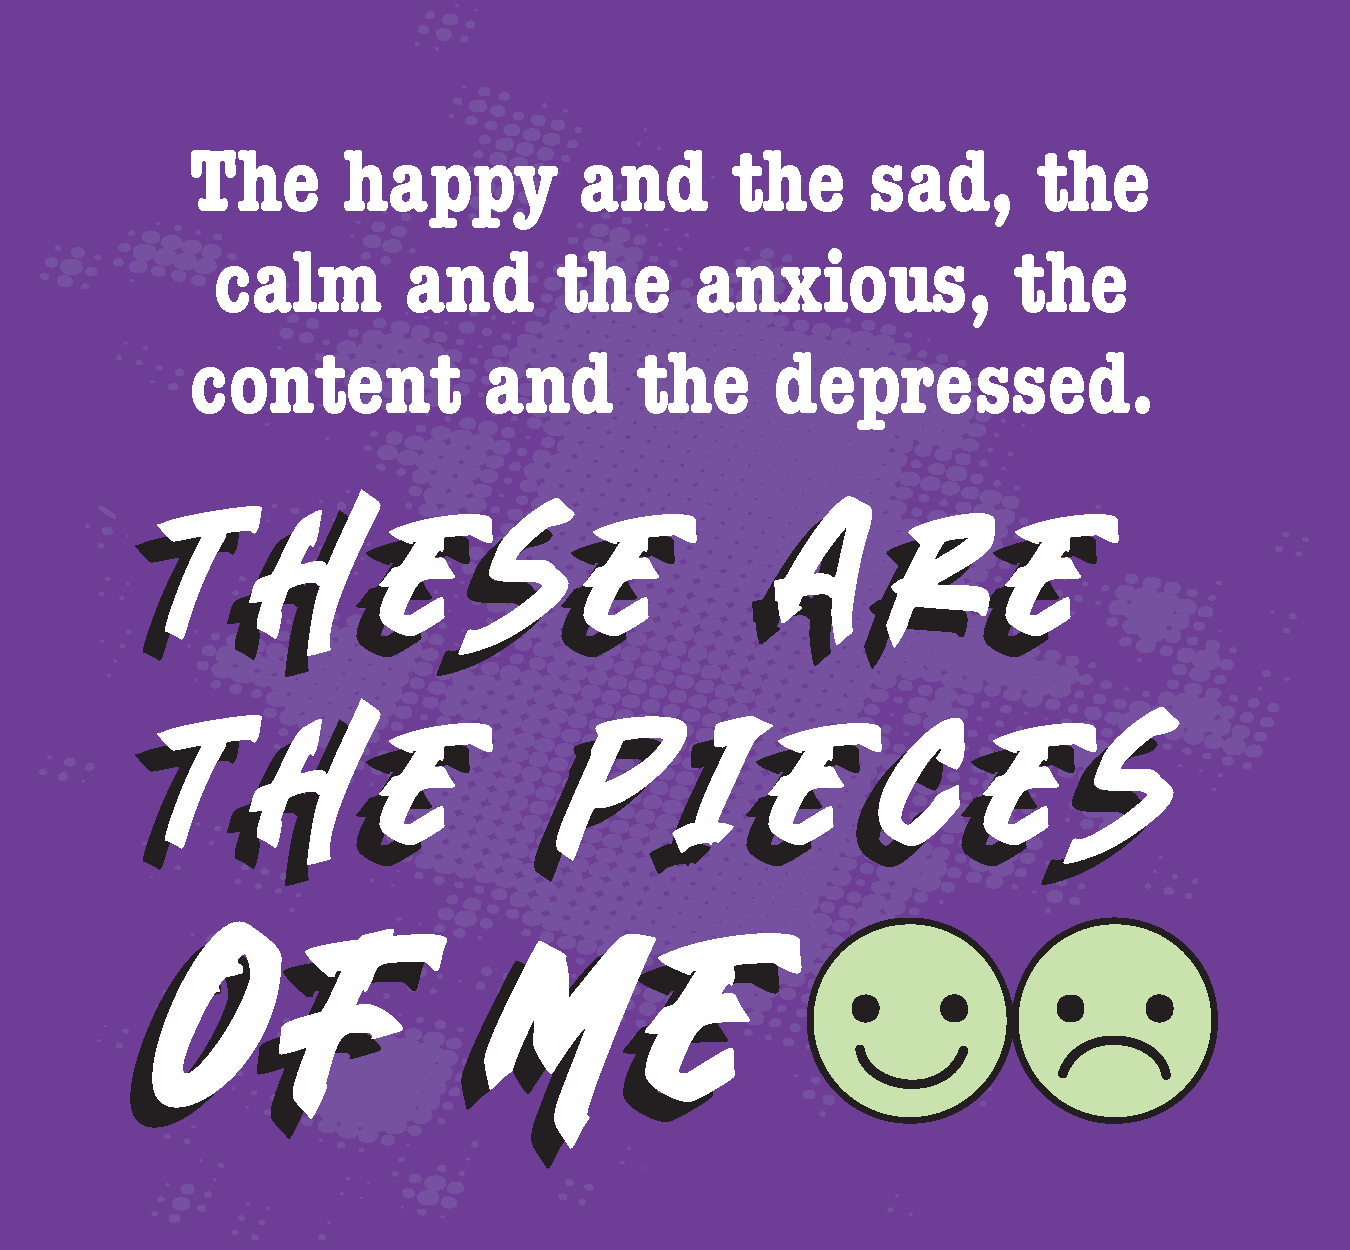 The happy and the sad, the
calm and the anxious, the
content and the depressed.
THESE ARE
THE PIECES
OF ME